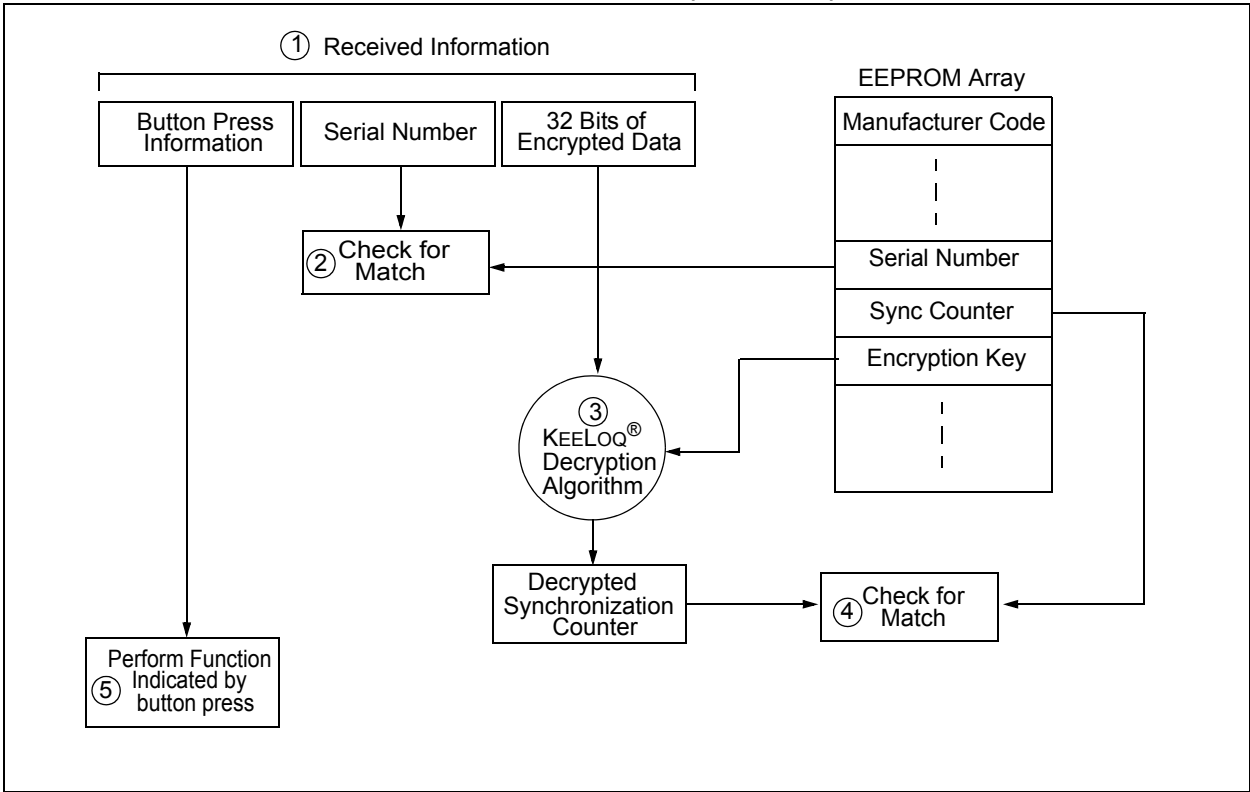 ① Received Information
EEPROM Array
Button Press
Information
Serial Number
32 Bits of
Encrypted Data
Manufacturer Code
② Check for
Match
Serial Number
Sync Counter
Encryption Key
③
KEELOQ®
Decryption
Algorithm
Decrypted
Synchronization
Counter
④ Check for
Match
Perform Function
⑤ Indicated by
button press